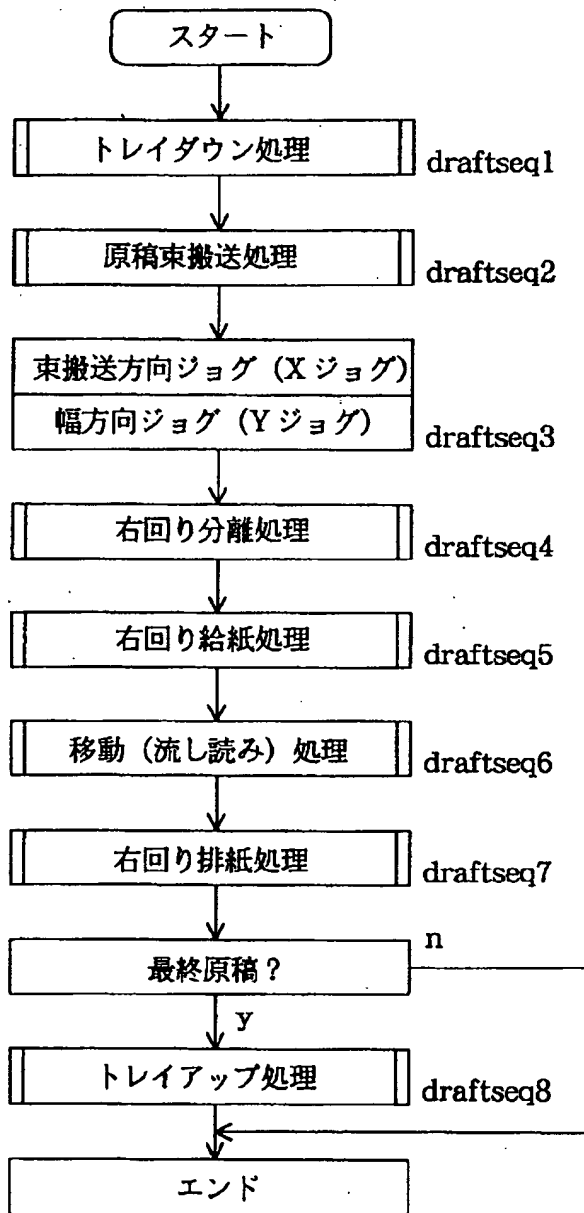 スタート
トレイダウン処理
draftseq1
原稿束搬送処理
draftseq2
束搬送方向ジョグ (Xジョグ)
幅方向ジョグ (Yジョグ)
draftseq3
右回り分離処理
draftseq4
右回り給紙処理
draftseq5
移動 (流し読み) 処理
draftseq6
右回り排紙処理
draftseq7
最終原稿?
n
y
トレイアップ処理
draftseq8
エンド